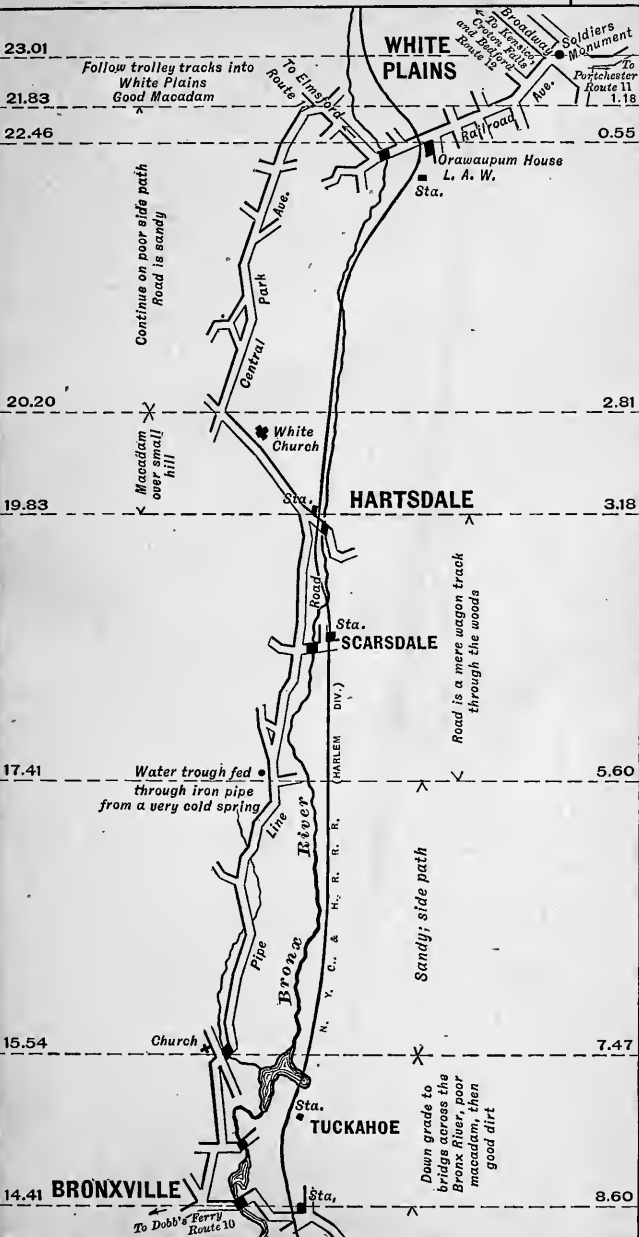 Broadway
Soldiers
Monument
To Kensico,
Croton Falls
and Bedford
Route 12
WHITE
PLAINS
23.01
Follow trolley tracks into
White Plains
Good Macadam
To Elmsford
Route 11
To
Portchester
Route 11
21.83
1.18
Railroad Ave.
22.46
0.55
Orawaupum House
L. A. W.
Sta.
Continue on poor side path
Road is sandy
Central Park Ave.
20.20
2.81
White
Church
Macadam
over small
hill
Sta.
HARTSDALE
19.83
3.18
Road is a mere wagon track
through the woods
Sta.
SCARSDALE
Water trough fed
through iron pipe
from a very cold spring
17.41
5.60
Pipe Line Road
Bronx River
N. Y. C. & H. R. R. R. (HARLEM DIV.)
Sandy; side path
Church
15.54
7.47
Sta.
TUCKAHOE
Down grade to
bridgs across the
Bronx River, poor
macadam, then
good dirt
BRONXVILLE
Sta,
14.41
8.60
To Dobb's Ferry
Route 10